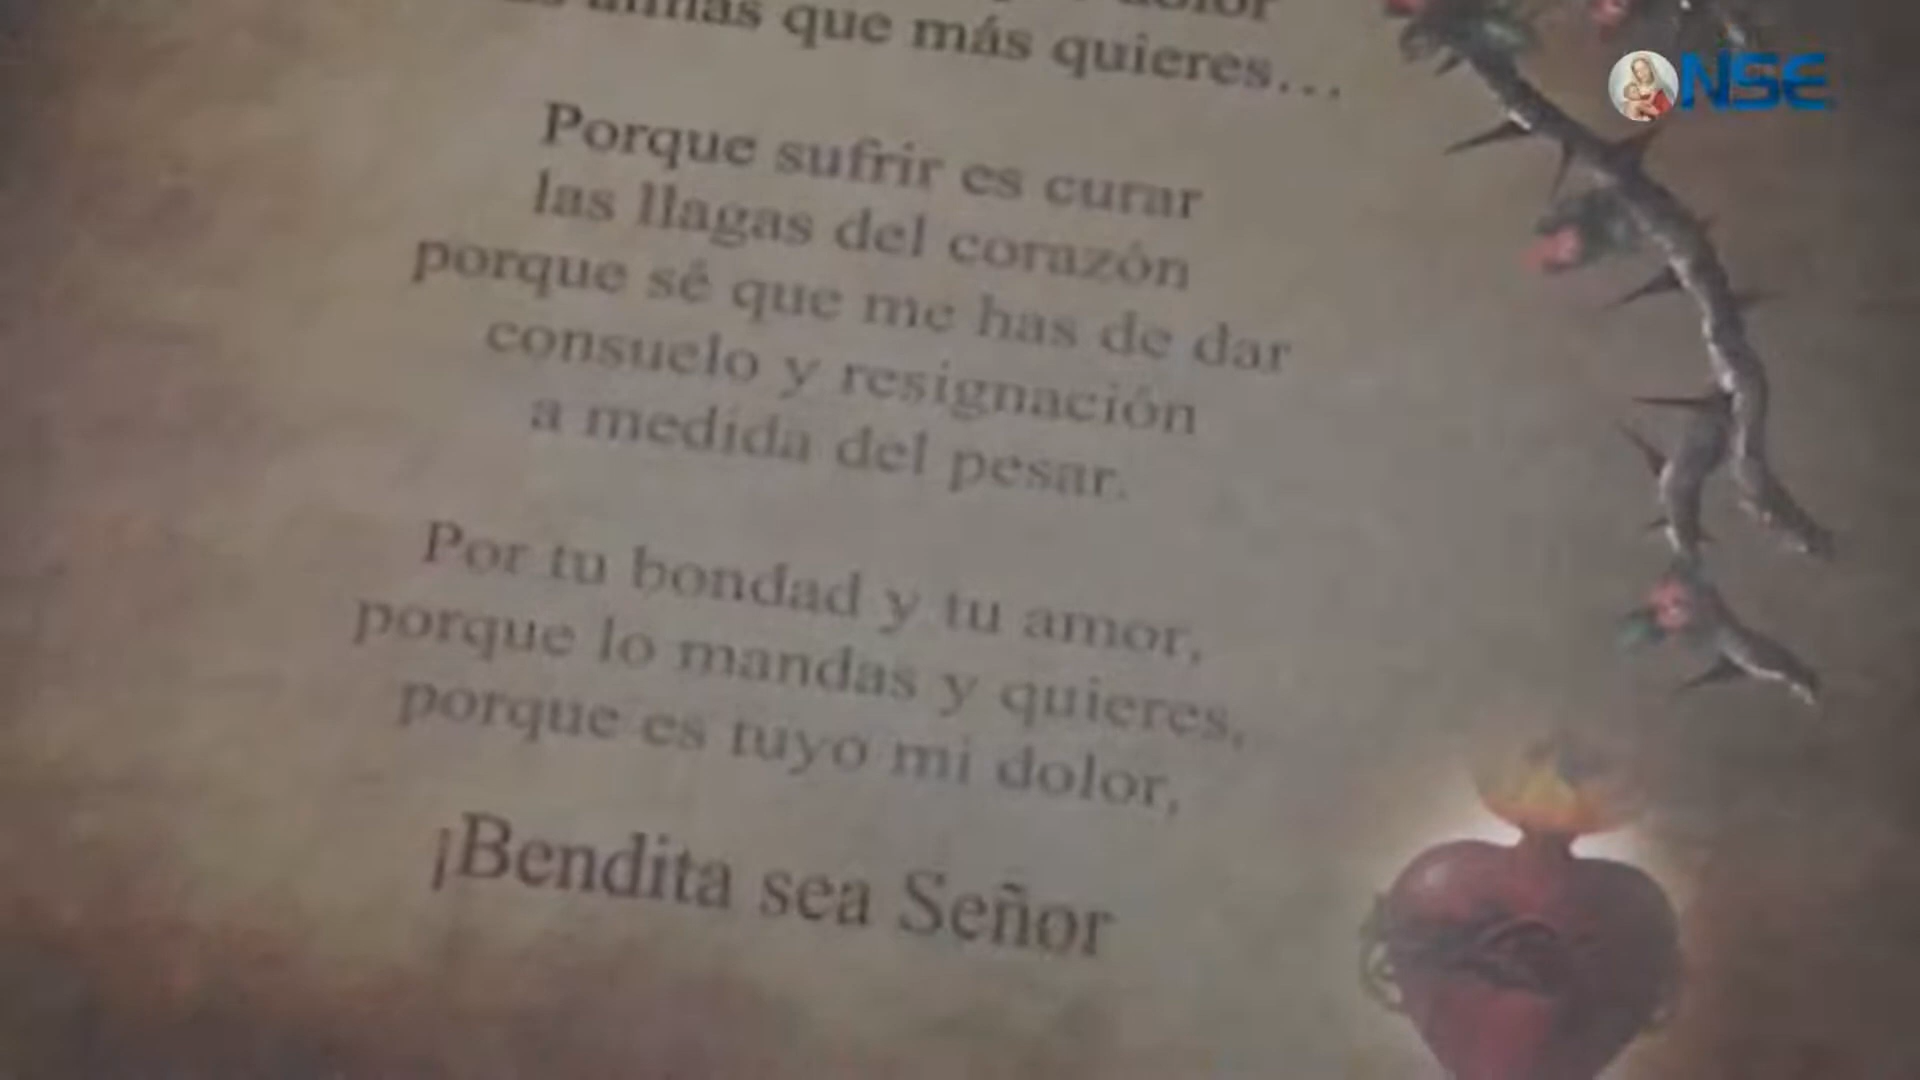 dolor
almas que más quieres...
Porque sufrir es curar
las llagas del corazón
porque sé que me has de dar
consuelo y resignación
a medida del pesar.
Por tu bondad y tu amor,
porque lo mandas y quieres,
porque es tuyo mi dolor,
¡Bendita sea Señor
NSE